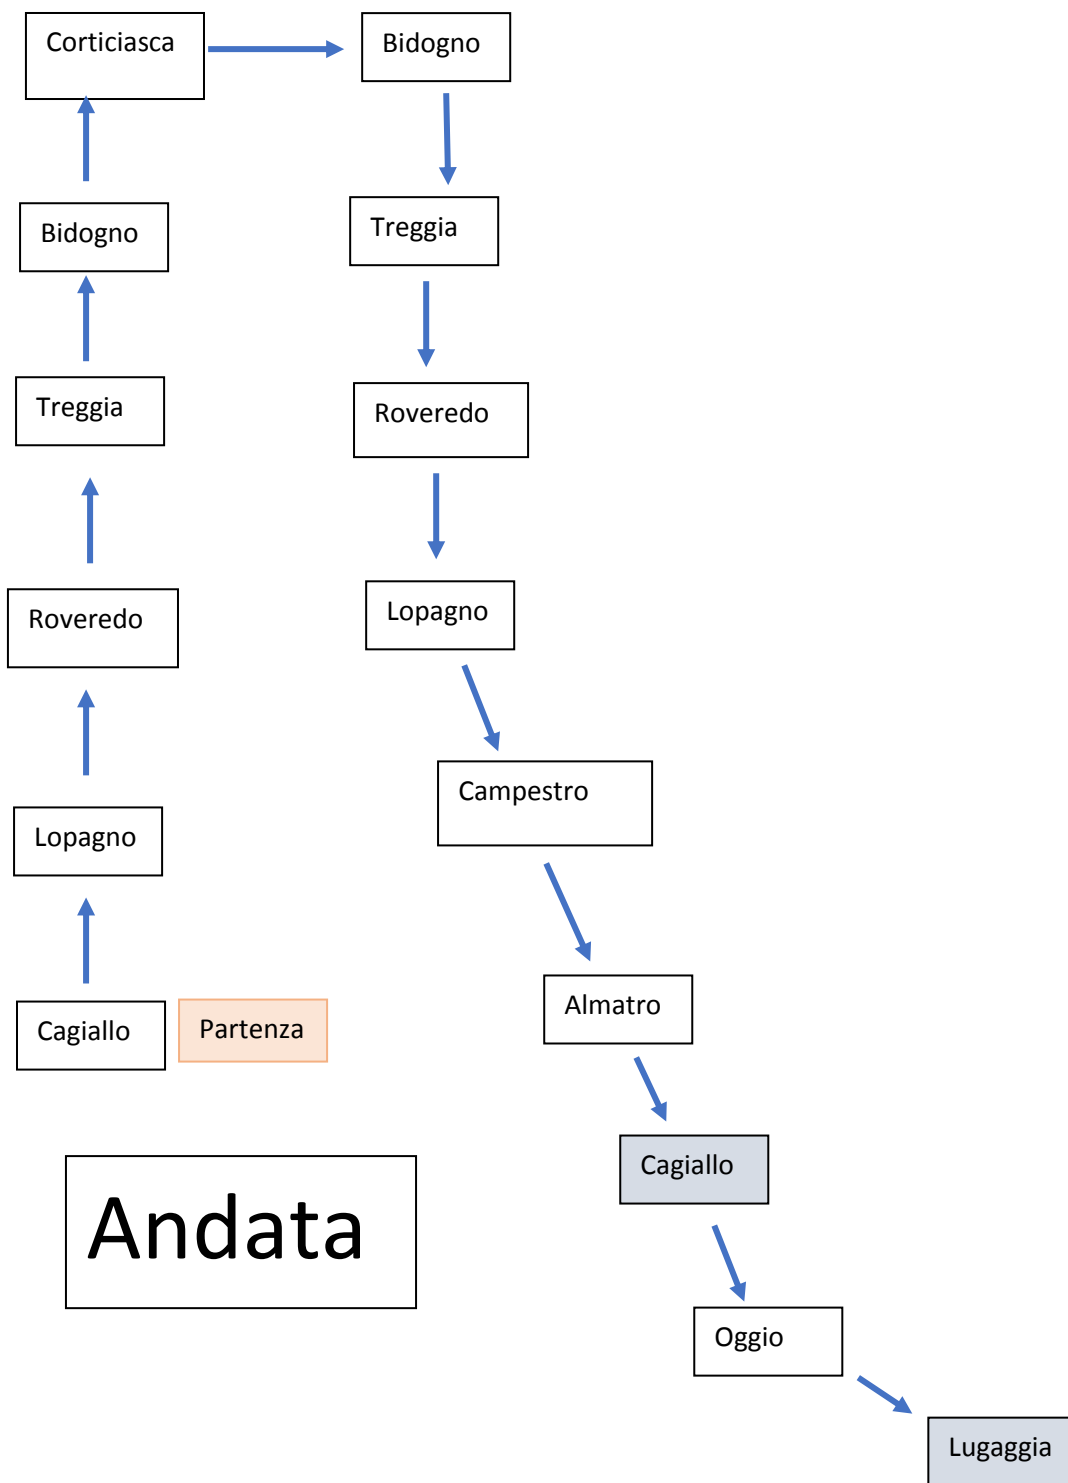 Corticiasca
Bidogno
Bidogno
Treggia
Treggia
Roveredo
Roveredo
Lopagno
Campestro
Lopagno
Almatro
Cagiallo
Partenza
Cagiallo
Andata
Oggio
Lugaggia